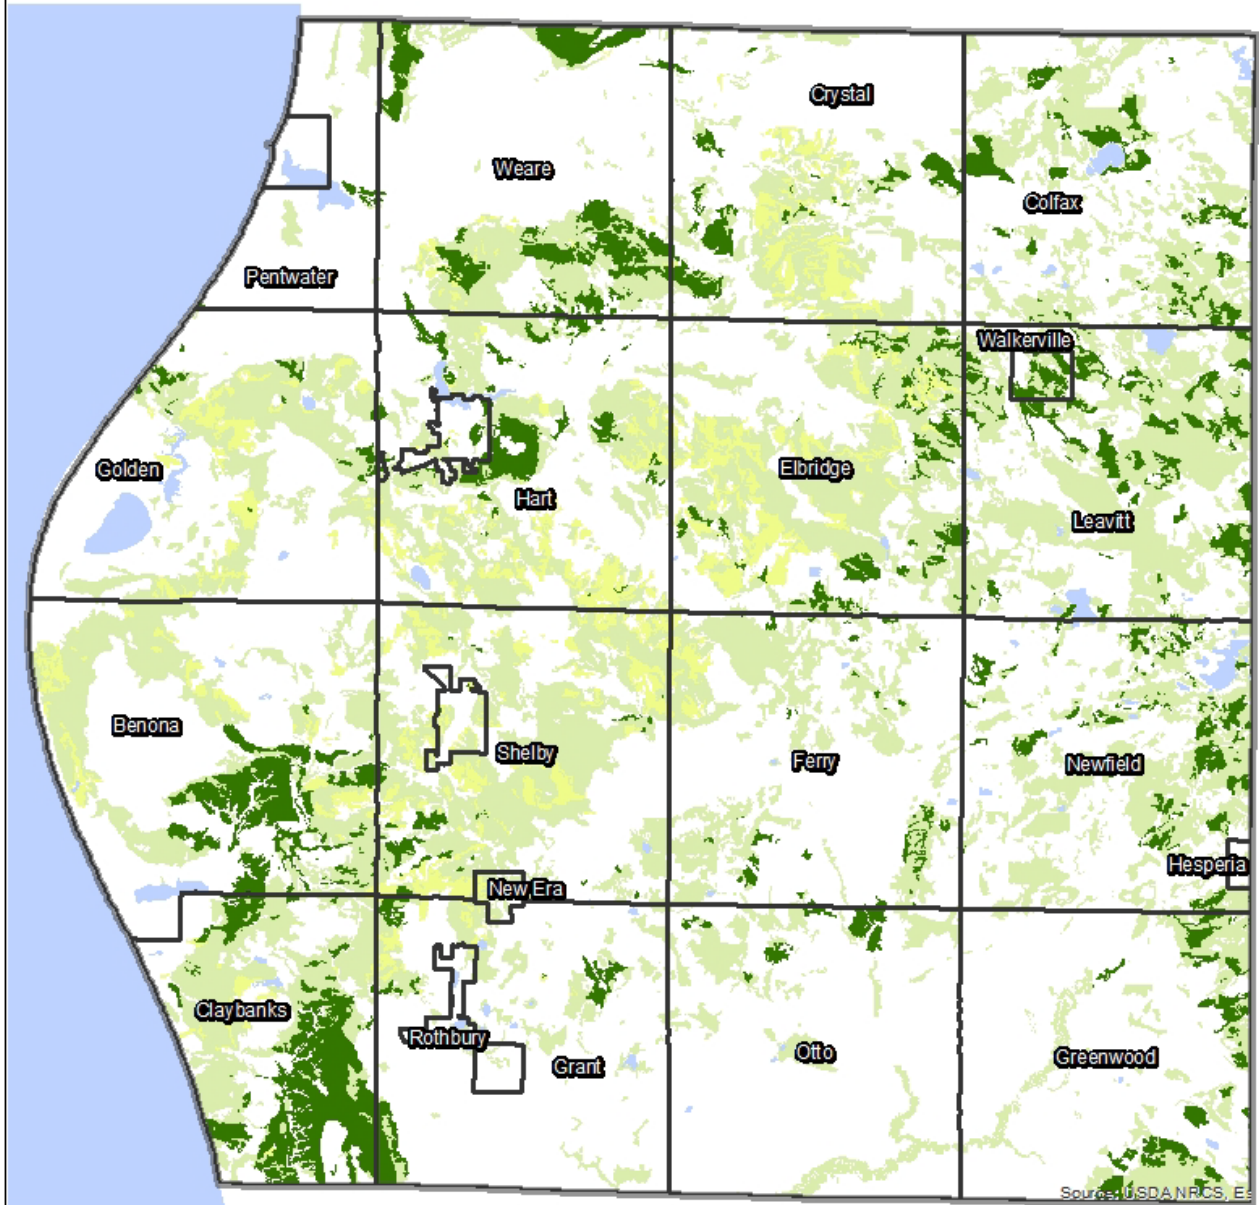 Crystal
Weare
Colfax
Pentwater
Walkerville
Golden
Elbridge
Hart
Leavitt
Benona
Shelby
Ferry
Newfield
Hesperia
New Era
Claybanks
Rothbury
Otto
Greenwood
Grant
Source: USDA NRCS, Es